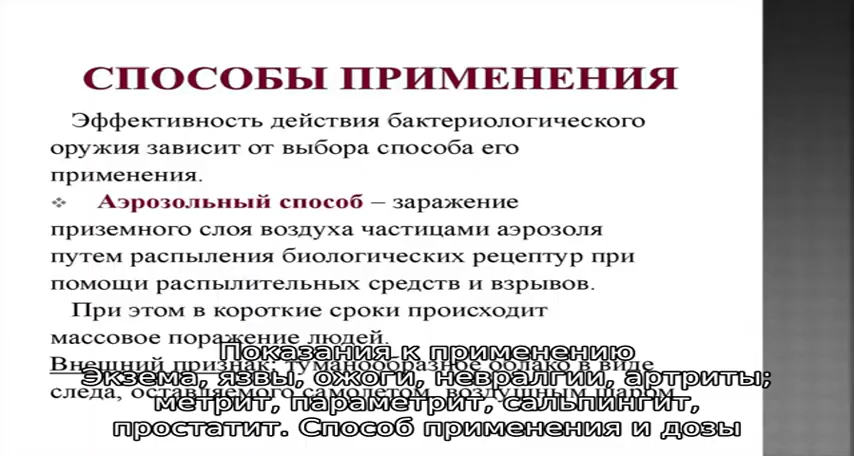 СПОСОБЫ ПРИМЕНЕНИЯ
Эффективность действия бактериологического
оружия зависит от выбора способа его
применения.
Аэрозольный способ – заражение
приземного слоя воздуха частицами аэрозоля
путем распыления биологических рецептур при
помощи распылительных средств и взрывов.
При этом в короткие сроки происходит
массовое поражение людей.
Внешний признак: туманообразное облако в виде
следа, оставляемого самолетом, воздушным шаром
Показания к применению
Экзема, язвы, ожоги, невралгии, артриты;
метрит, параметрит, сальпингит,
простатит. Способ применения и дозы